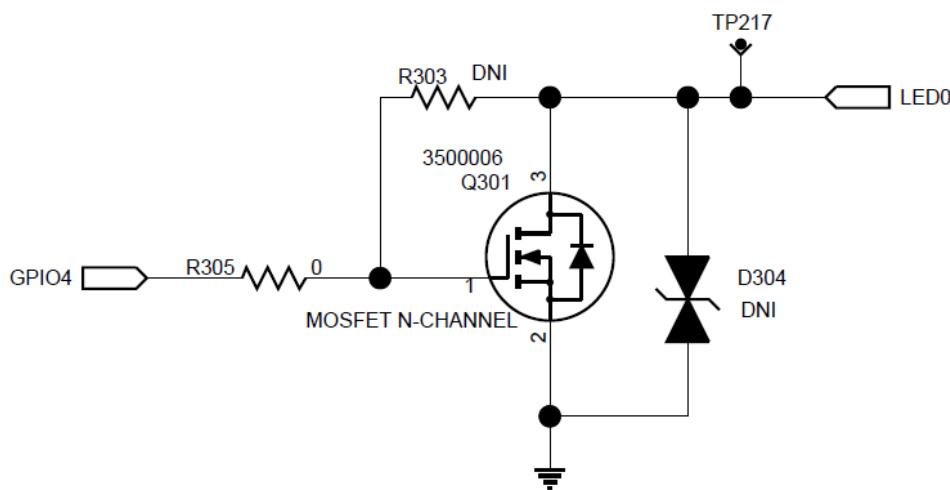 TP217
R303 DNI
LED0
3500006
Q301
3
D304
DNI
GPIO4
R305 0
1
MOSFET N-CHANNEL
2